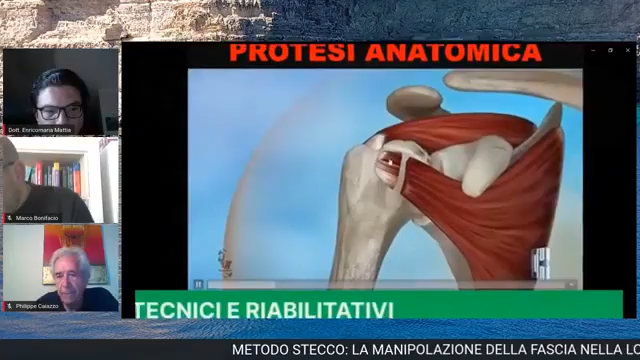 PROTESI ANATOMICA
Dott. Enricomaria Mattia
Marco Bonifacio
Philippe Caiazzo
TECNICI E RIABILITATIVI
METODO STECCO: LA MANIPOLAZIONE DELLA FASCIA NELLA LO